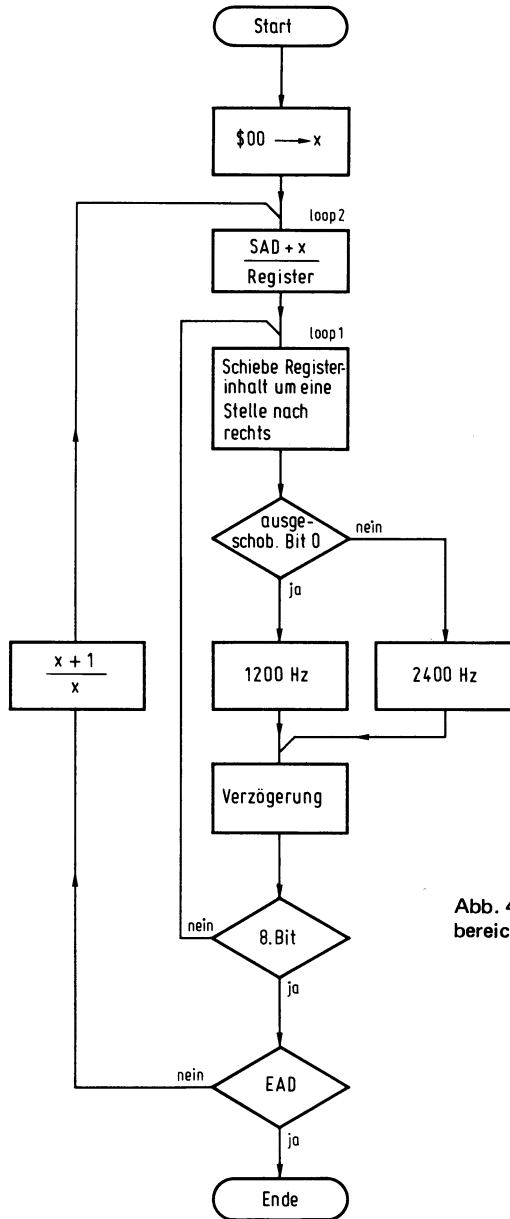 Start
$00 → x
loop2
SAD + x
Register
loop1
Schiebe Register-
inhalt um eine
Stelle nach
rechts
ausge-
schob. Bit 0
nein
ja
x + 1
x
1200 Hz
2400 Hz
Verzögerung
Abb. 4
bereic
nein
8.Bit
ja
nein
EAD
ja
Ende